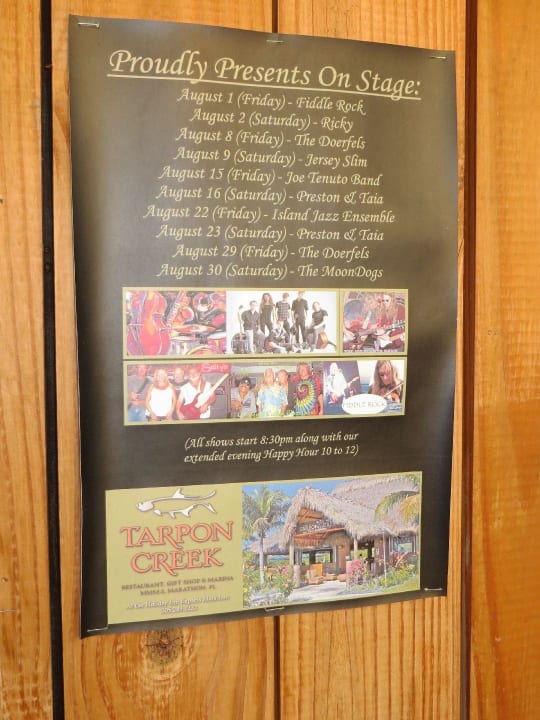 Proudly Presents On Stage:
August 1 (Friday) - Fiddle Rock
August 2 (Saturday) - Ricky
August 8 (Friday) - The Doerfels
August 9 (Saturday) - Jersey Slim
August 15 (Friday) - Joe Tenuto Band
August 16 (Saturday) - Preston & Taia
August 22 (Friday) - Island Jazz Ensemble
August 23 (Saturday) - Preston & Taia
August 29 (Friday) - The Doerfels
August 30 (Saturday) - The MoonDogs
FIDDLE ROCK
(All shows start 8:30pm along with our
extended evening Happy Hour 10 to 12)
TARPON
CREEK
RESTAURANT, GIFT SHOP & MARINA
MARATHON, FL